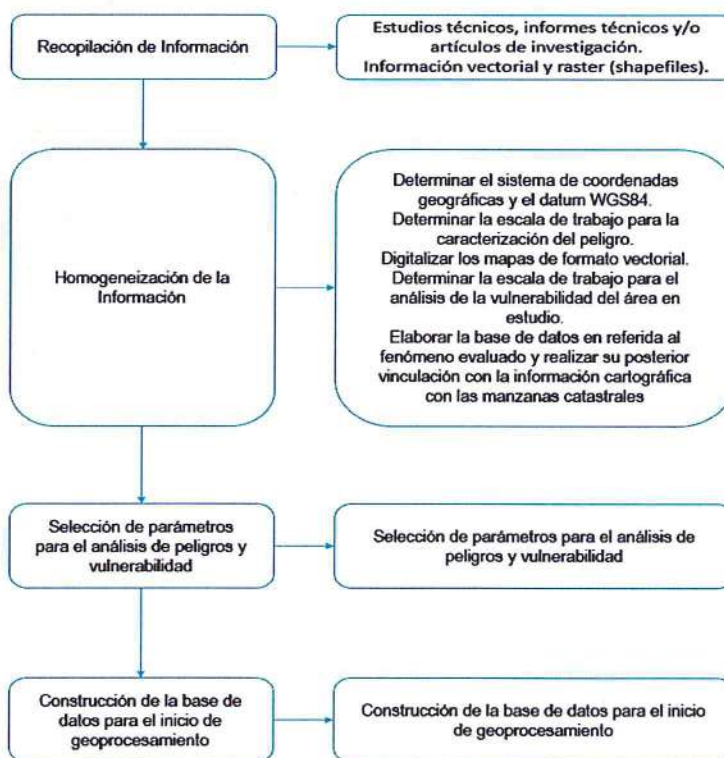 Recopilación de Información
Estudios técnicos, informes técnicos y/o
artículos de investigación.
Información vectorial y raster (shapefiles).
Homogeneización de la
Información
Determinar el sistema de coordenadas
geográficas y el datum WGS84.
Determinar la escala de trabajo para la
caracterización del peligro.
Digitalizar los mapas de formato vectorial.
Determinar la escala de trabajo para el
análisis de la vulnerabilidad del área en
estudio.
Elaborar la base de datos en referida al
fenómeno evaluado y realizar su posterior
vinculación con la información cartográfica
con las manzanas catastrales
Selección de parámetros
para el análisis de peligros y
vulnerabilidad
Selección de parámetros para el análisis de
peligros y vulnerabilidad
Construcción de la base de
datos para el inicio de
geoprocesamiento
Construcción de la base de datos para el inicio
de geoprocesamiento